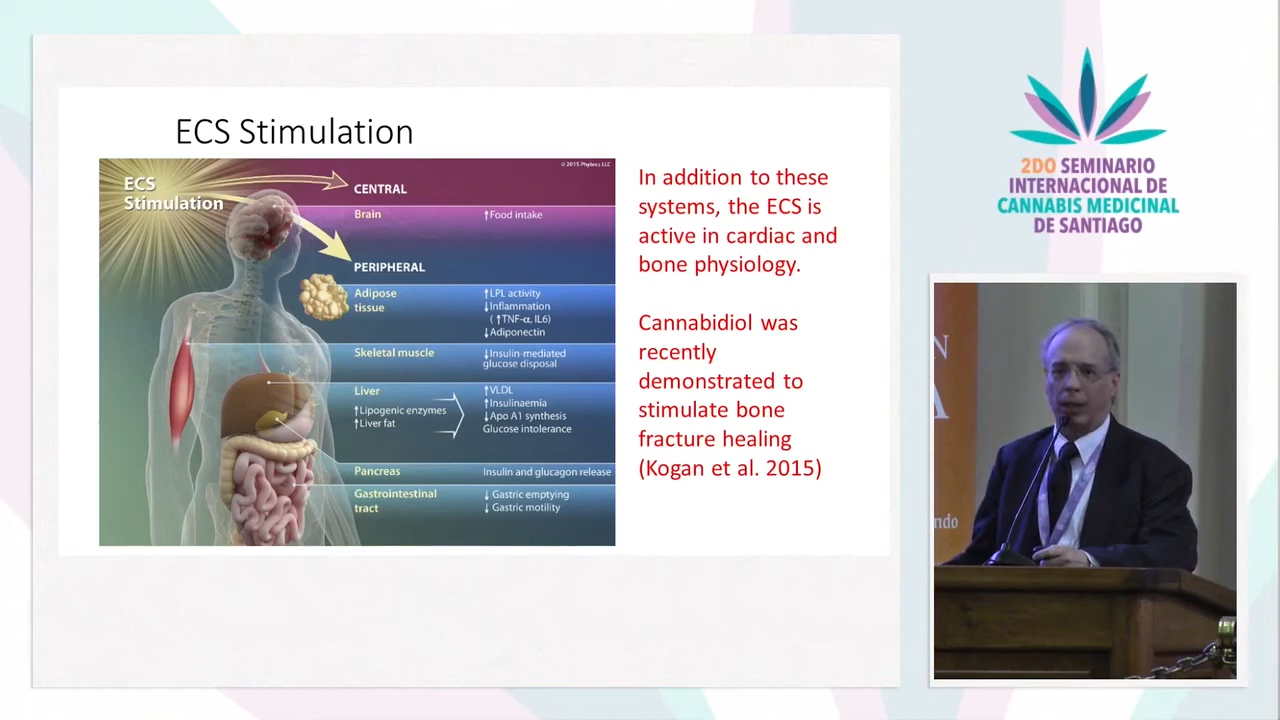 ECS Stimulation
© 2015 Phytecs LLC
ECS
Stimulation
CENTRAL
Brain
↑Food intake
PERIPHERAL
Adipose
tissue
↑LPL activity
↓Inflammation
( ↑TNF-α, IL6)
↓Adiponectin
Skeletal muscle
↓Insulin-mediated
glucose disposal
Liver
↑Lipogenic enzymes
↑Liver fat
↑VLDL
↑Insulinaemia
↓Apo A1 synthesis
Glucose intolerance
Pancreas
Insulin and glucagon release
Gastrointestinal
tract
↓ Gastric emptying
↓ Gastric motility
In addition to these
systems, the ECS is
active in cardiac and
bone physiology.
Cannabidiol was
recently
demonstrated to
stimulate bone
fracture healing
(Kogan et al. 2015)
2DO SEMINARIO
INTERNACIONAL DE
CANNABIS MEDICINAL
DE SANTIAGO
N
A
ndo